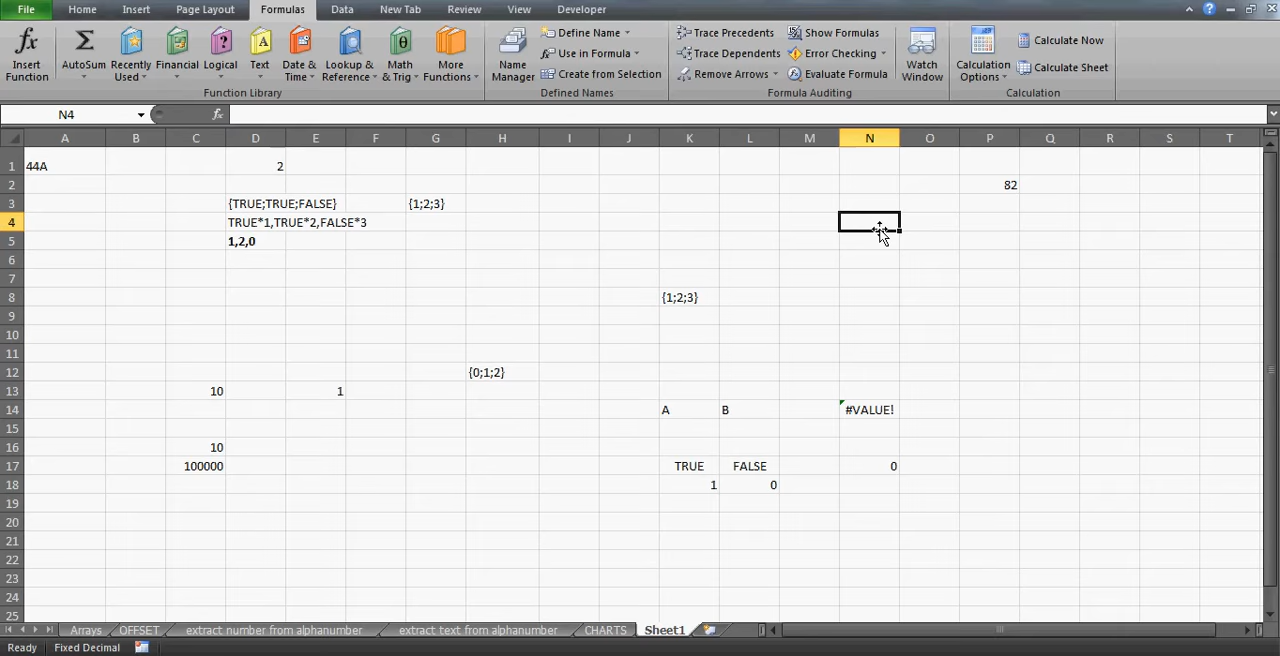 File Home Insert Page Layout Formulas Data New Tab Review View Developer
fx Insert Function
Σ AutoSum
Recently Used
Financial
Logical
A Text
Date & Time
Lookup & Reference
θ Math & Trig
More Functions
Function Library
Name Manager
Define Name
Use in Formula
Create from Selection
Defined Names
Trace Precedents
Trace Dependents
Remove Arrows
Show Formulas
Error Checking
Evaluate Formula
Watch Window
Formula Auditing
Calculation Options
Calculate Now
Calculate Sheet
Calculation
N4 fx
A B C D E F G H I J K L M N O P Q R S T
1 44A 2
2 82
3 {TRUE;TRUE;FALSE} {1;2;3}
4 TRUE*1,TRUE*2,FALSE*3
5 1,2,0
6
7
8 {1;2;3}
9
10
11
12 {0;1;2}
13 10 1
14 A B #VALUE!
15
16 10
17 100000 TRUE FALSE 0
18 1 0
19
20
21
22
23
24
25
Arrays OFFSET extract number from alphanumber extract text from alphanumber CHARTS Sheet1
Ready Fixed Decimal